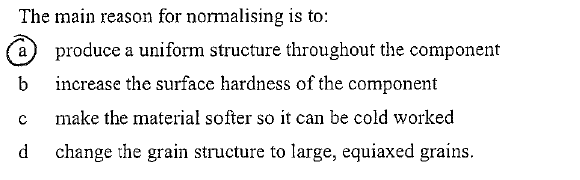 The main reason for normalising is to:
a produce a uniform structure throughout the component
b increase the surface hardness of the component
c make the material softer so it can be cold worked
d change the grain structure to large, equiaxed grains.